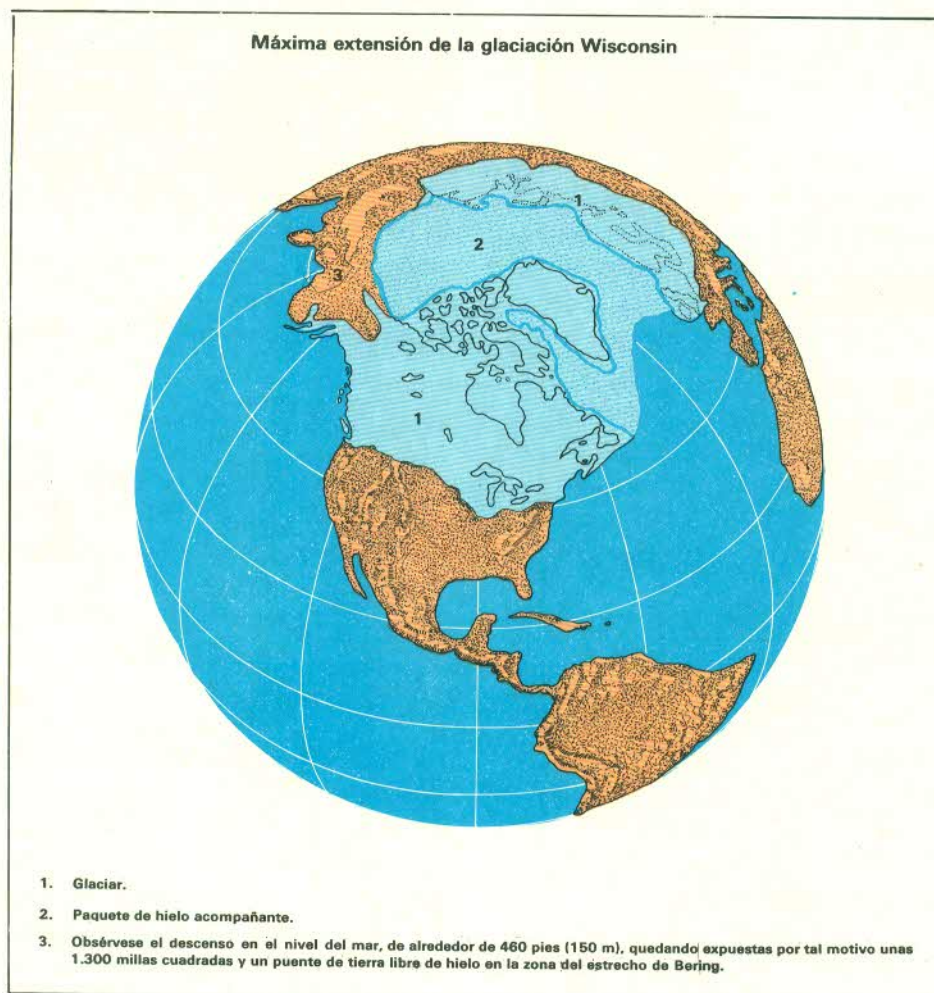 Máxima extensión de la glaciación Wisconsin
1
2
3
1
1. Glaciar.
2. Paquete de hielo acompañante.
3. Obsérvese el descenso en el nivel del mar, de alrededor de 460 pies (150 m), quedando expuestas por tal motivo unas
1.300 millas cuadradas y un puente de tierra libre de hielo en la zona del estrecho de Bering.